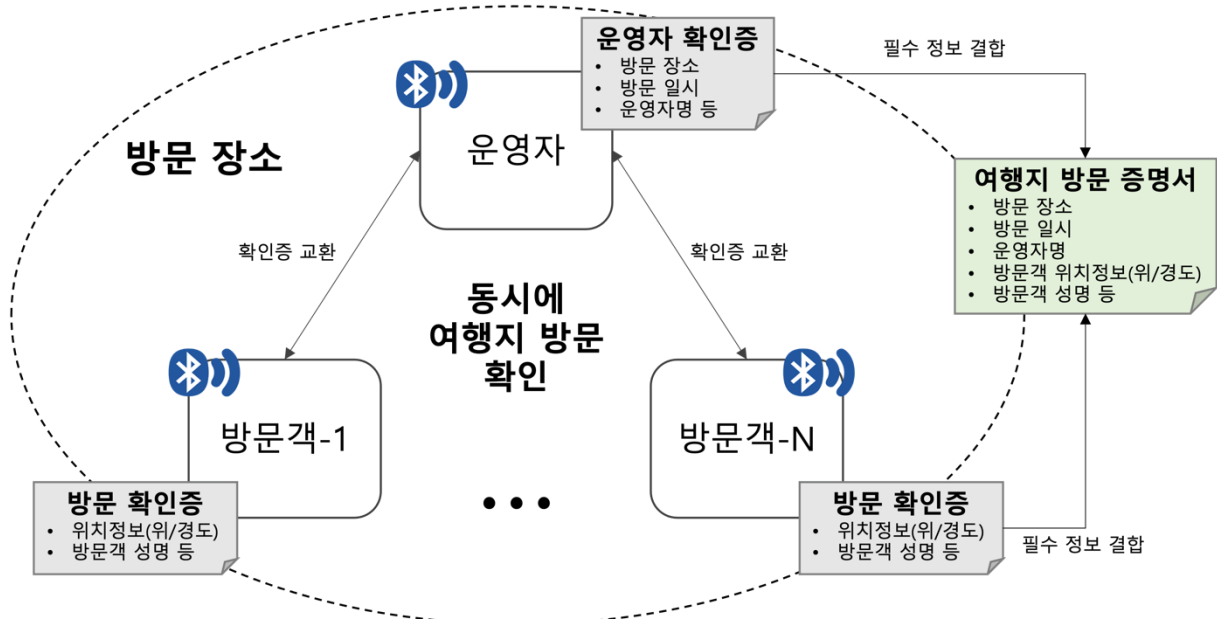 운영자 확인증
• 방문 장소
• 방문 일시
• 운영자명 등
필수 정보 결합
운영자
방문 장소
여행지 방문 증명서
• 방문 장소
• 방문 일시
• 운영자명
• 방문객 위치정보(위/경도)
• 방문객 성명 등
확인증 교환
확인증 교환
동시에
여행지 방문
확인
방문객-1
방문객-N
• • •
방문 확인증
• 위치정보(위/경도)
• 방문객 성명 등
방문 확인증
• 위치정보(위/경도)
• 방문객 성명 등
필수 정보 결합